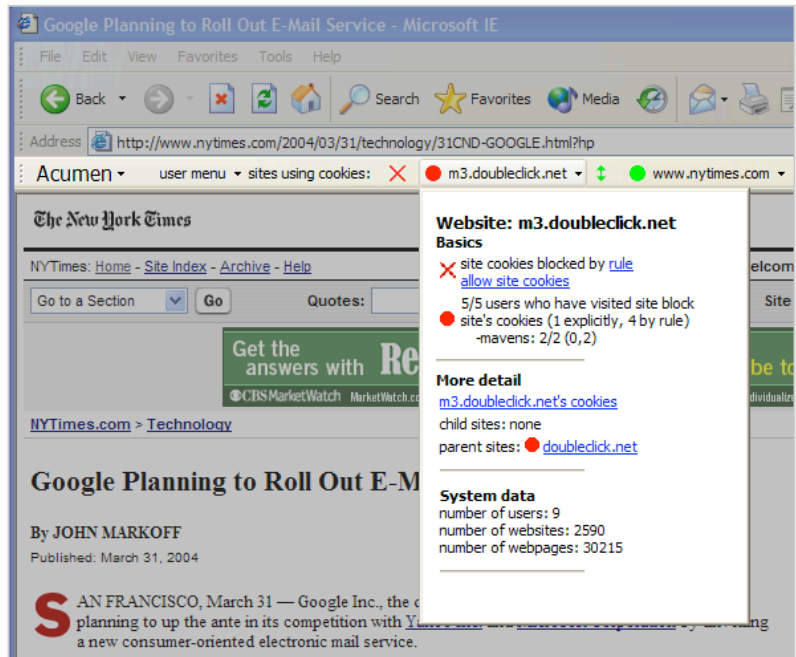 Google Planning to Roll Out E-Mail Service - Microsoft IE
File Edit View Favorites Tools Help
Back Search Favorites Media
Address http://www.nytimes.com/2004/03/31/technology/31CND-GOOGLE.html?hp
Acumen user menu sites using cookies: m3.doubleclick.net www.nytimes.com
The New York Times
NYTimes: Home - Site Index - Archive - Help
Go to a Section Go Quotes: Site
Get the
answers with
be to
CBS MarketWatch
NYTimes.com > Technology
Google Planning to Roll Out E-M
By JOHN MARKOFF
Published: March 31, 2004
SAN FRANCISCO, March 31 — Google Inc., the
planning to up the ante in its competition with
a new consumer-oriented electronic mail service.
Website: m3.doubleclick.net
Basics
site cookies blocked by rule
allow site cookies
5/5 users who have visited site block
site's cookies (1 explicitly, 4 by rule)
-mavens: 2/2 (0,2)
More detail
m3.doubleclick.net's cookies
child sites: none
parent sites: doubleclick.net
System data
number of users: 9
number of websites: 2590
number of webpages: 30215